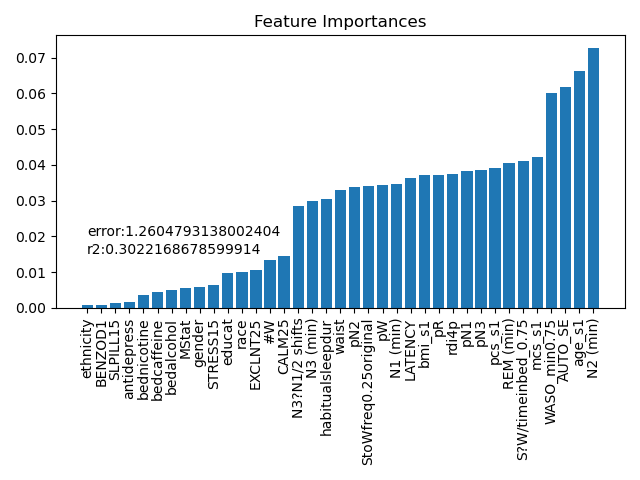 Feature Importances
0.07
0.06
0.05
0.04
0.03
0.02
0.01
0.00
error:1.2604793138002404
r2:0.3022168678599914
ethnicity
BENZOD1
SLPILL15
antidepress
bednicotine
bedcaffeine
bedalcohol
MStat
gender
STRESS15
educat
race
EXCLNT25
#W
CALM25
N3?N1/2 shifts
N3 (min)
habitualsleepdur
waist
pN2
StoWfreq0.25original
pW
N1 (min)
LATENCY
bmi_s1
pR
rdi4p
pN1
pN3
pcs_s1
REM (min)
S?W/timeinbed_0.75
mcs_s1
WASO_min0.75
AUTO_SE
age_s1
N2 (min)